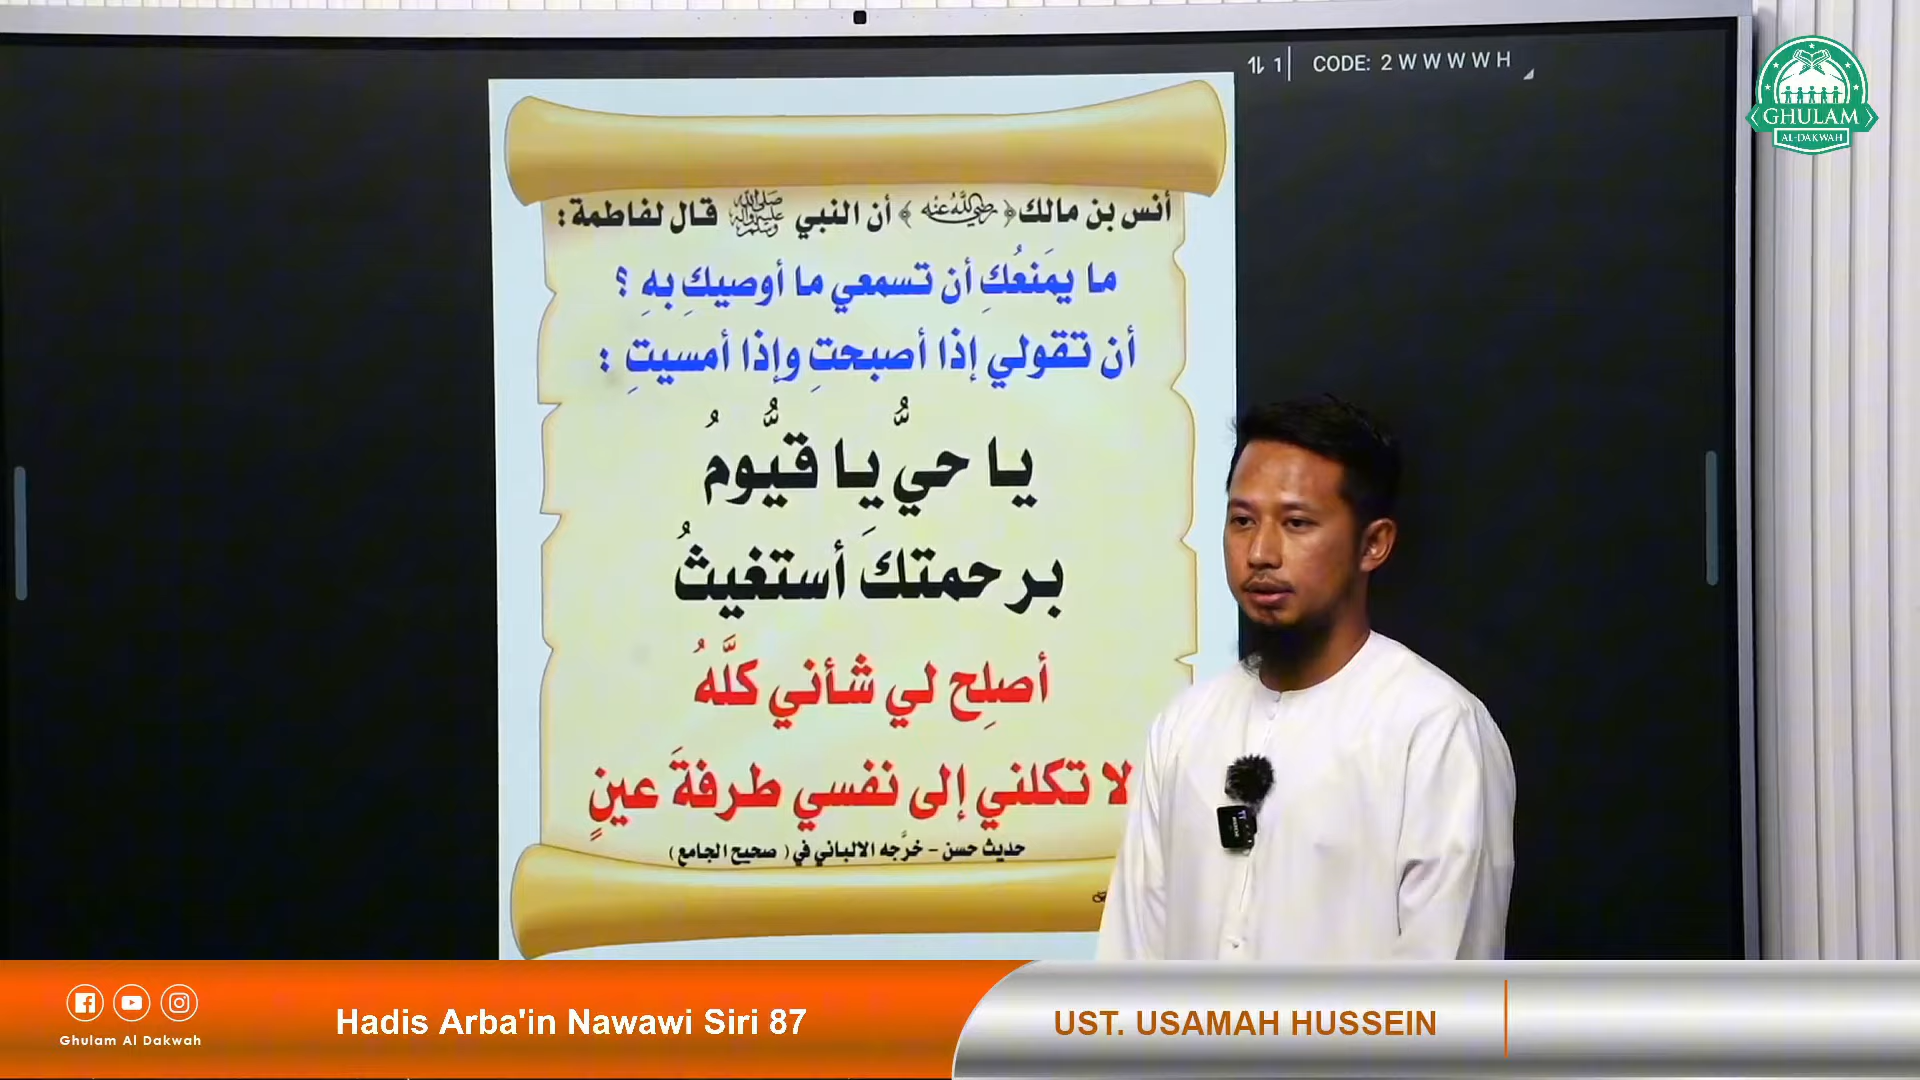 ⇅ 1 CODE: 2WWWWH
GHULAM
AL-DAKWAH
أنس بن مالك ﴿رضي الله عنه﴾ أن النبي ﷺ قال لفاطمة :
ما يمَنعُكِ أن تسمعي ما أوصيكِ بهِ ؟
أن تقولي إذا أصبحتِ وإذا أمسيتِ :
يا حيُّ يا قيُّومُ
برحمتكَ أستغيثُ
أصلِح لي شأني كلَّهُ
لا تكلني إلى نفسي طرفةَ عينٍ
حديث حسن – خرَّجه الالباني في ( صحيح الجامع )
Ghulam Al Dakwah
Hadis Arba'in Nawawi Siri 87
UST. USAMAH HUSSEIN